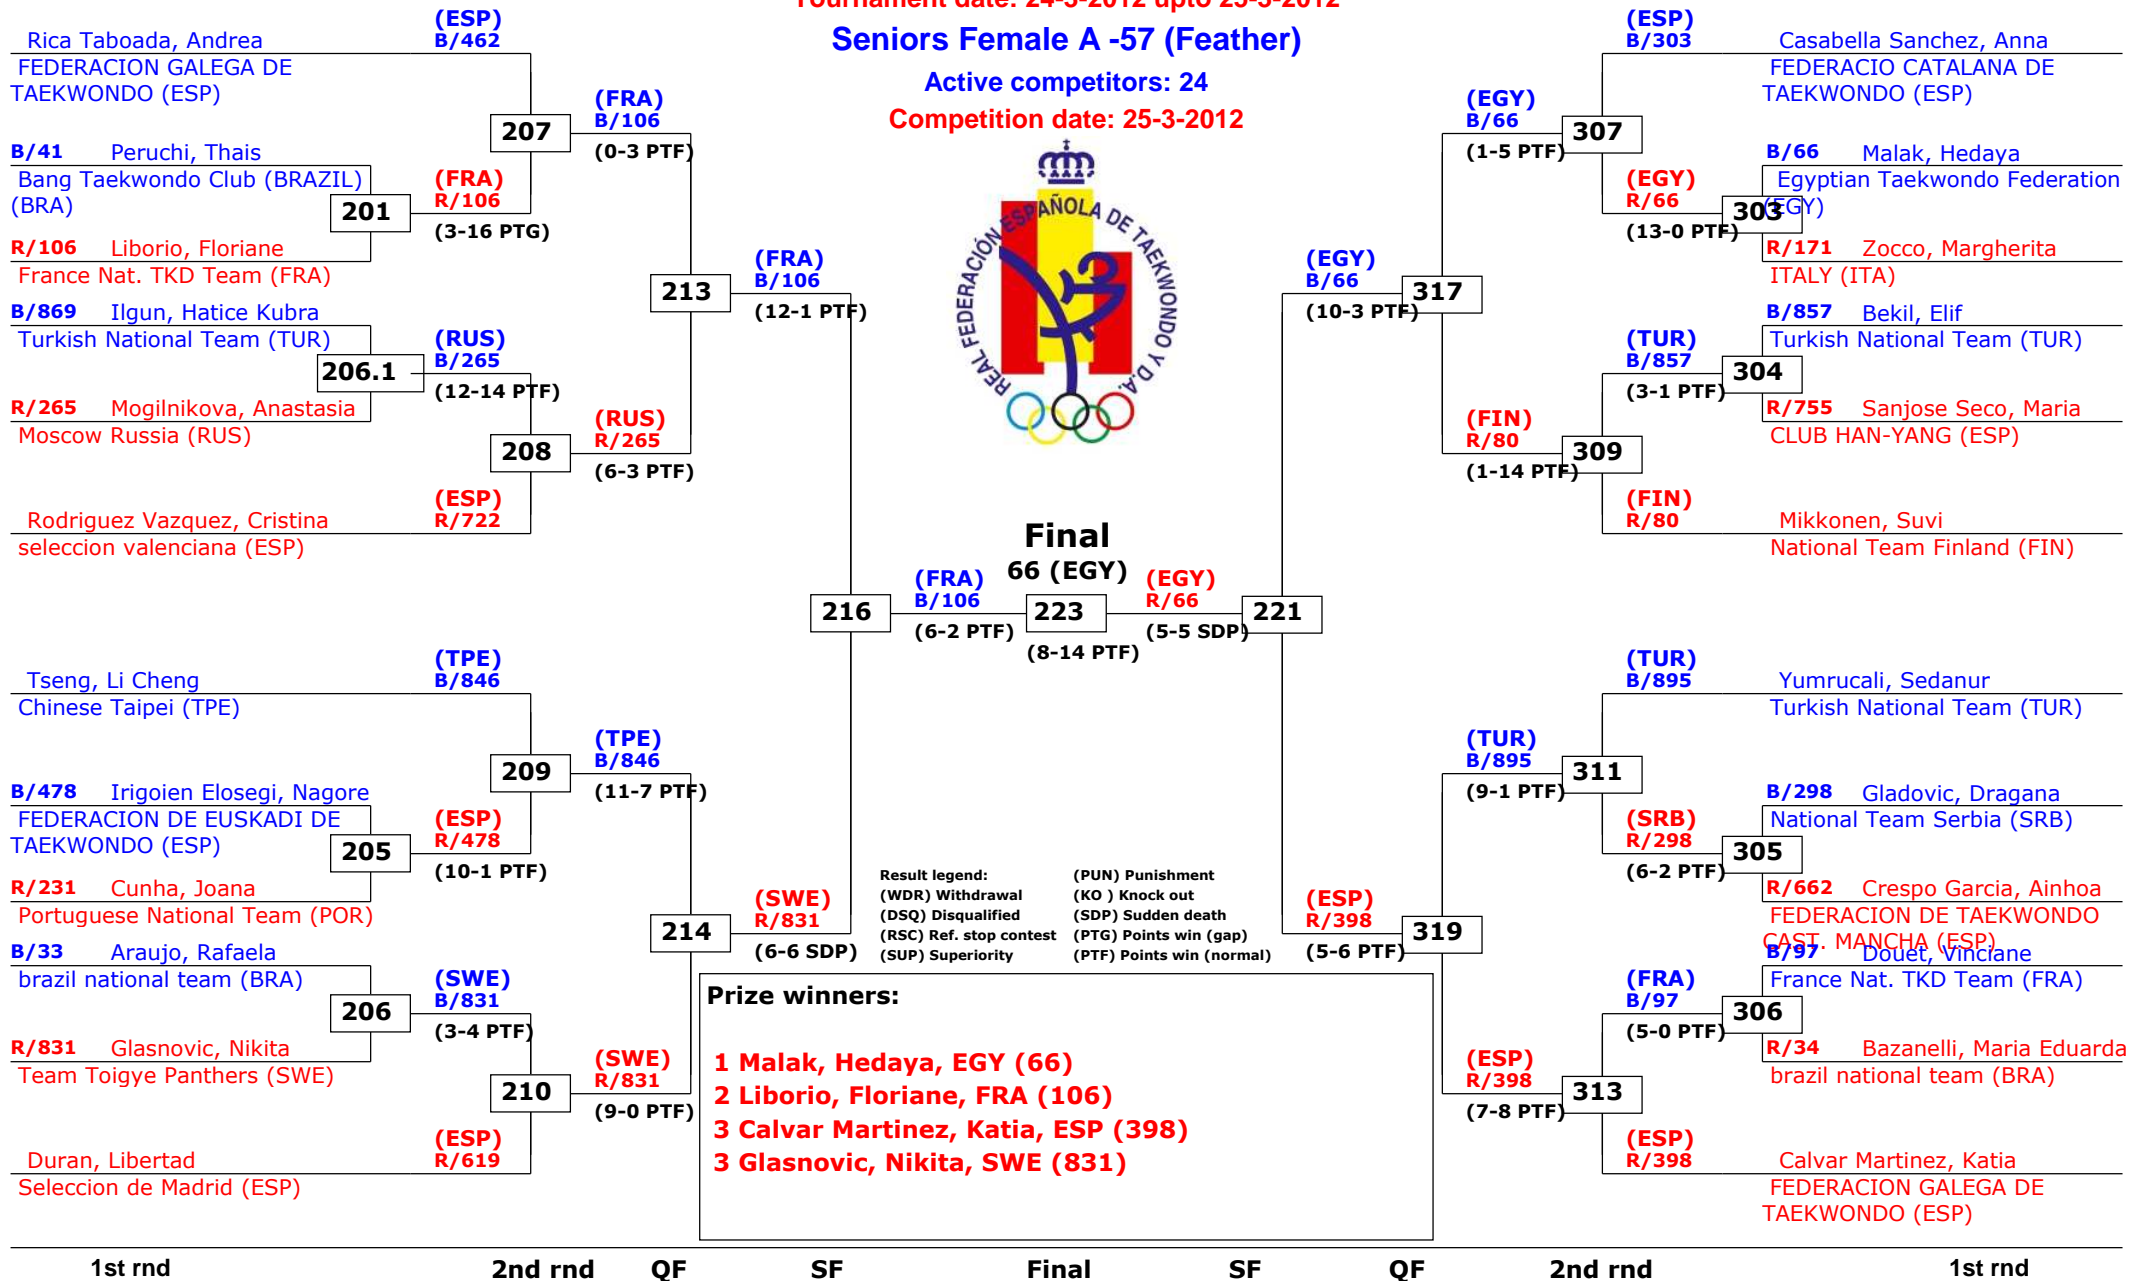 Tournament date: 24-3-2012 upto 25-3-2012
Seniors Female A -57 (Feather)
Active competitors: 24
Competition date: 25-3-2012
REAL FEDERACIÓN ESPAÑOLA DE TAEKWONDO Y D.A.
(ESP)
B/462
Rica Taboada, Andrea
FEDERACION GALEGA DE
TAEKWONDO (ESP)
207
(FRA)
B/106
(0-3 PTF)
B/41 Peruchi, Thais
Bang Taekwondo Club (BRAZIL)
(BRA)
201
(FRA)
R/106
(3-16 PTG)
R/106 Liborio, Floriane
France Nat. TKD Team (FRA)
213
(FRA)
B/106
(12-1 PTF)
B/869 Ilgun, Hatice Kubra
Turkish National Team (TUR)
206.1
(RUS)
B/265
(12-14 PTF)
R/265 Mogilnikova, Anastasia
Moscow Russia (RUS)
208
(RUS)
R/265
(6-3 PTF)
(ESP)
R/722
Rodriguez Vazquez, Cristina
seleccion valenciana (ESP)
216
(FRA)
B/106
(6-2 PTF)
Final
66 (EGY)
223
(8-14 PTF)
(EGY)
R/66
(5-5 SDP)
221
(TPE)
B/846
Tseng, Li Cheng
Chinese Taipei (TPE)
209
(TPE)
B/846
(11-7 PTF)
B/478 Irigoien Elosegi, Nagore
FEDERACION DE EUSKADI DE
TAEKWONDO (ESP)
205
(ESP)
R/478
(10-1 PTF)
R/231 Cunha, Joana
Portuguese National Team (POR)
214
(SWE)
R/831
(6-6 SDP)
B/33 Araujo, Rafaela
brazil national team (BRA)
206
(SWE)
B/831
(3-4 PTF)
R/831 Glasnovic, Nikita
Team Toigye Panthers (SWE)
210
(SWE)
R/831
(9-0 PTF)
(ESP)
R/619
Duran, Libertad
Seleccion de Madrid (ESP)
(ESP)
B/303
Casabella Sanchez, Anna
FEDERACIO CATALANA DE
TAEKWONDO (ESP)
(EGY)
B/66
(1-5 PTF)
307
B/66 Malak, Hedaya
Egyptian Taekwondo Federation
(EGY)
(EGY)
R/66
(13-0 PTF)
303
R/171 Zocco, Margherita
ITALY (ITA)
(EGY)
B/66
(10-3 PTF)
317
B/857 Bekil, Elif
Turkish National Team (TUR)
(TUR)
B/857
(3-1 PTF)
304
R/755 Sanjose Seco, Maria
CLUB HAN-YANG (ESP)
(FIN)
R/80
(1-14 PTF)
309
(FIN)
R/80
Mikkonen, Suvi
National Team Finland (FIN)
(TUR)
B/895
Yumrucali, Sedanur
Turkish National Team (TUR)
(TUR)
B/895
(9-1 PTF)
311
B/298 Gladovic, Dragana
National Team Serbia (SRB)
(SRB)
R/298
(6-2 PTF)
305
R/662 Crespo Garcia, Ainhoa
FEDERACION DE TAEKWONDO
CAST. MANCHA (ESP)
(ESP)
R/398
(5-6 PTF)
319
B/97 Douet, Vinciane
France Nat. TKD Team (FRA)
(FRA)
B/97
(5-0 PTF)
306
R/34 Bazanelli, Maria Eduarda
brazil national team (BRA)
(ESP)
R/398
(7-8 PTF)
313
(ESP)
R/398
Calvar Martinez, Katia
FEDERACION GALEGA DE
TAEKWONDO (ESP)
Result legend: (PUN) Punishment
(WDR) Withdrawal (KO ) Knock out
(DSQ) Disqualified (SDP) Sudden death
(RSC) Ref. stop contest (PTG) Points win (gap)
(SUP) Superiority (PTF) Points win (normal)
Prize winners:
1 Malak, Hedaya, EGY (66)
2 Liborio, Floriane, FRA (106)
3 Calvar Martinez, Katia, ESP (398)
3 Glasnovic, Nikita, SWE (831)
1st rnd 2nd rnd QF SF Final SF QF 2nd rnd 1st rnd